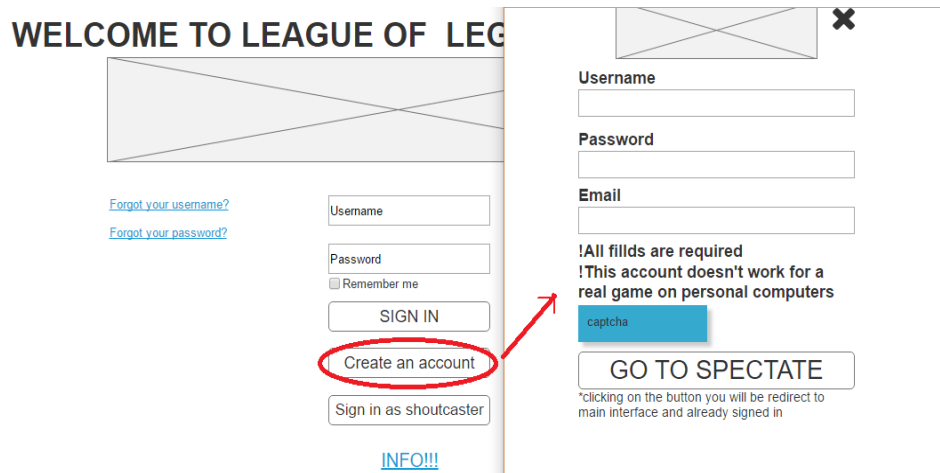 WELCOME TO LEAGUE OF LEG
Forgot your username?
Forgot your password?
Username
Password
Remember me
SIGN IN
Create an account
Sign in as shoutcaster
INFO!!!
Username
Password
Email
!All fillds are required
!This account doesn't work for a
real game on personal computers
captcha
GO TO SPECTATE
*clicking on the button you will be redirect to
main interface and already signed in